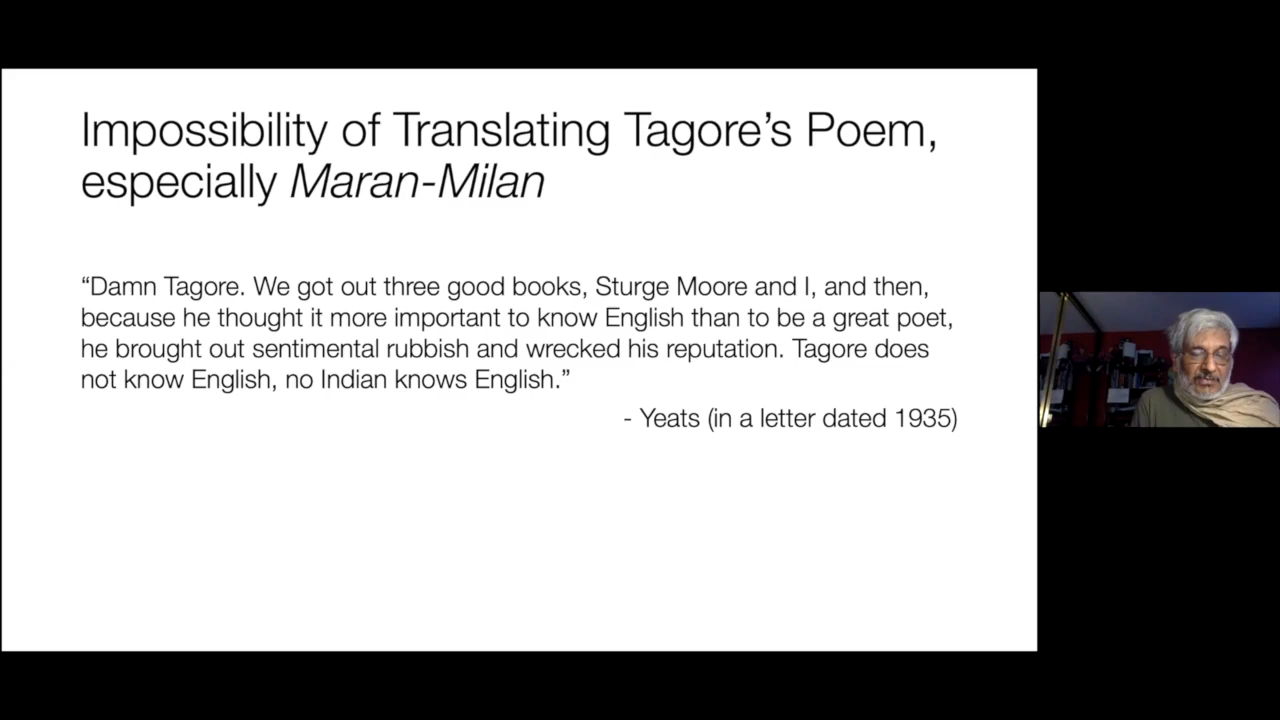 Impossibility of Translating Tagore’s Poem,
especially Maran-Milan
“Damn Tagore. We got out three good books, Sturge Moore and I, and then,
because he thought it more important to know English than to be a great poet,
he brought out sentimental rubbish and wrecked his reputation. Tagore does
not know English, no Indian knows English.”
- Yeats (in a letter dated 1935)